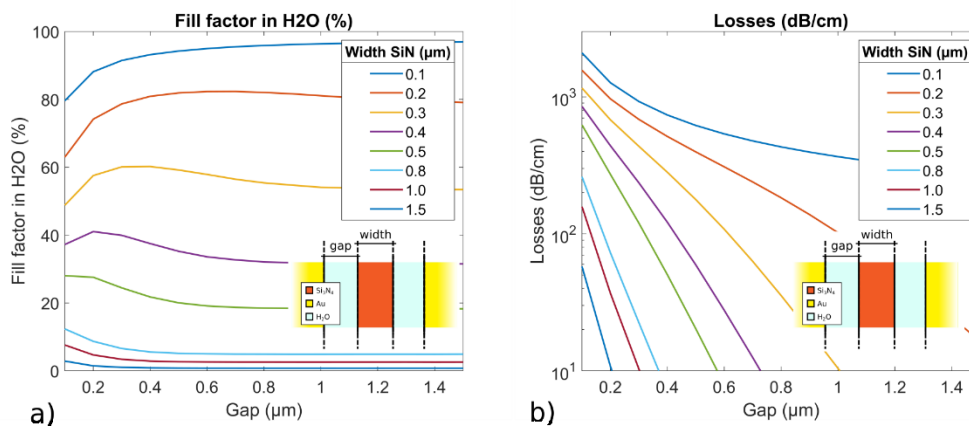 Fill factor in H2O (%)
Fill factor in H2O (%)
100
80
60
40
20
0
0.2
0.4
0.6
0.8
1
1.2
1.4
Gap (μm)
Width SiN (μm)
0.1
0.2
0.3
0.4
0.5
0.8
1.0
1.5
width
gap
Si₃N₄
Au
H₂O
a)
Losses (dB/cm)
Losses (dB/cm)
10³
10²
10¹
0.2
0.4
0.6
0.8
1
1.2
1.4
Gap (μm)
Width SiN (μm)
0.1
0.2
0.3
0.4
0.5
0.8
1.0
1.5
width
gap
Si₃N₄
Au
H₂O
b)